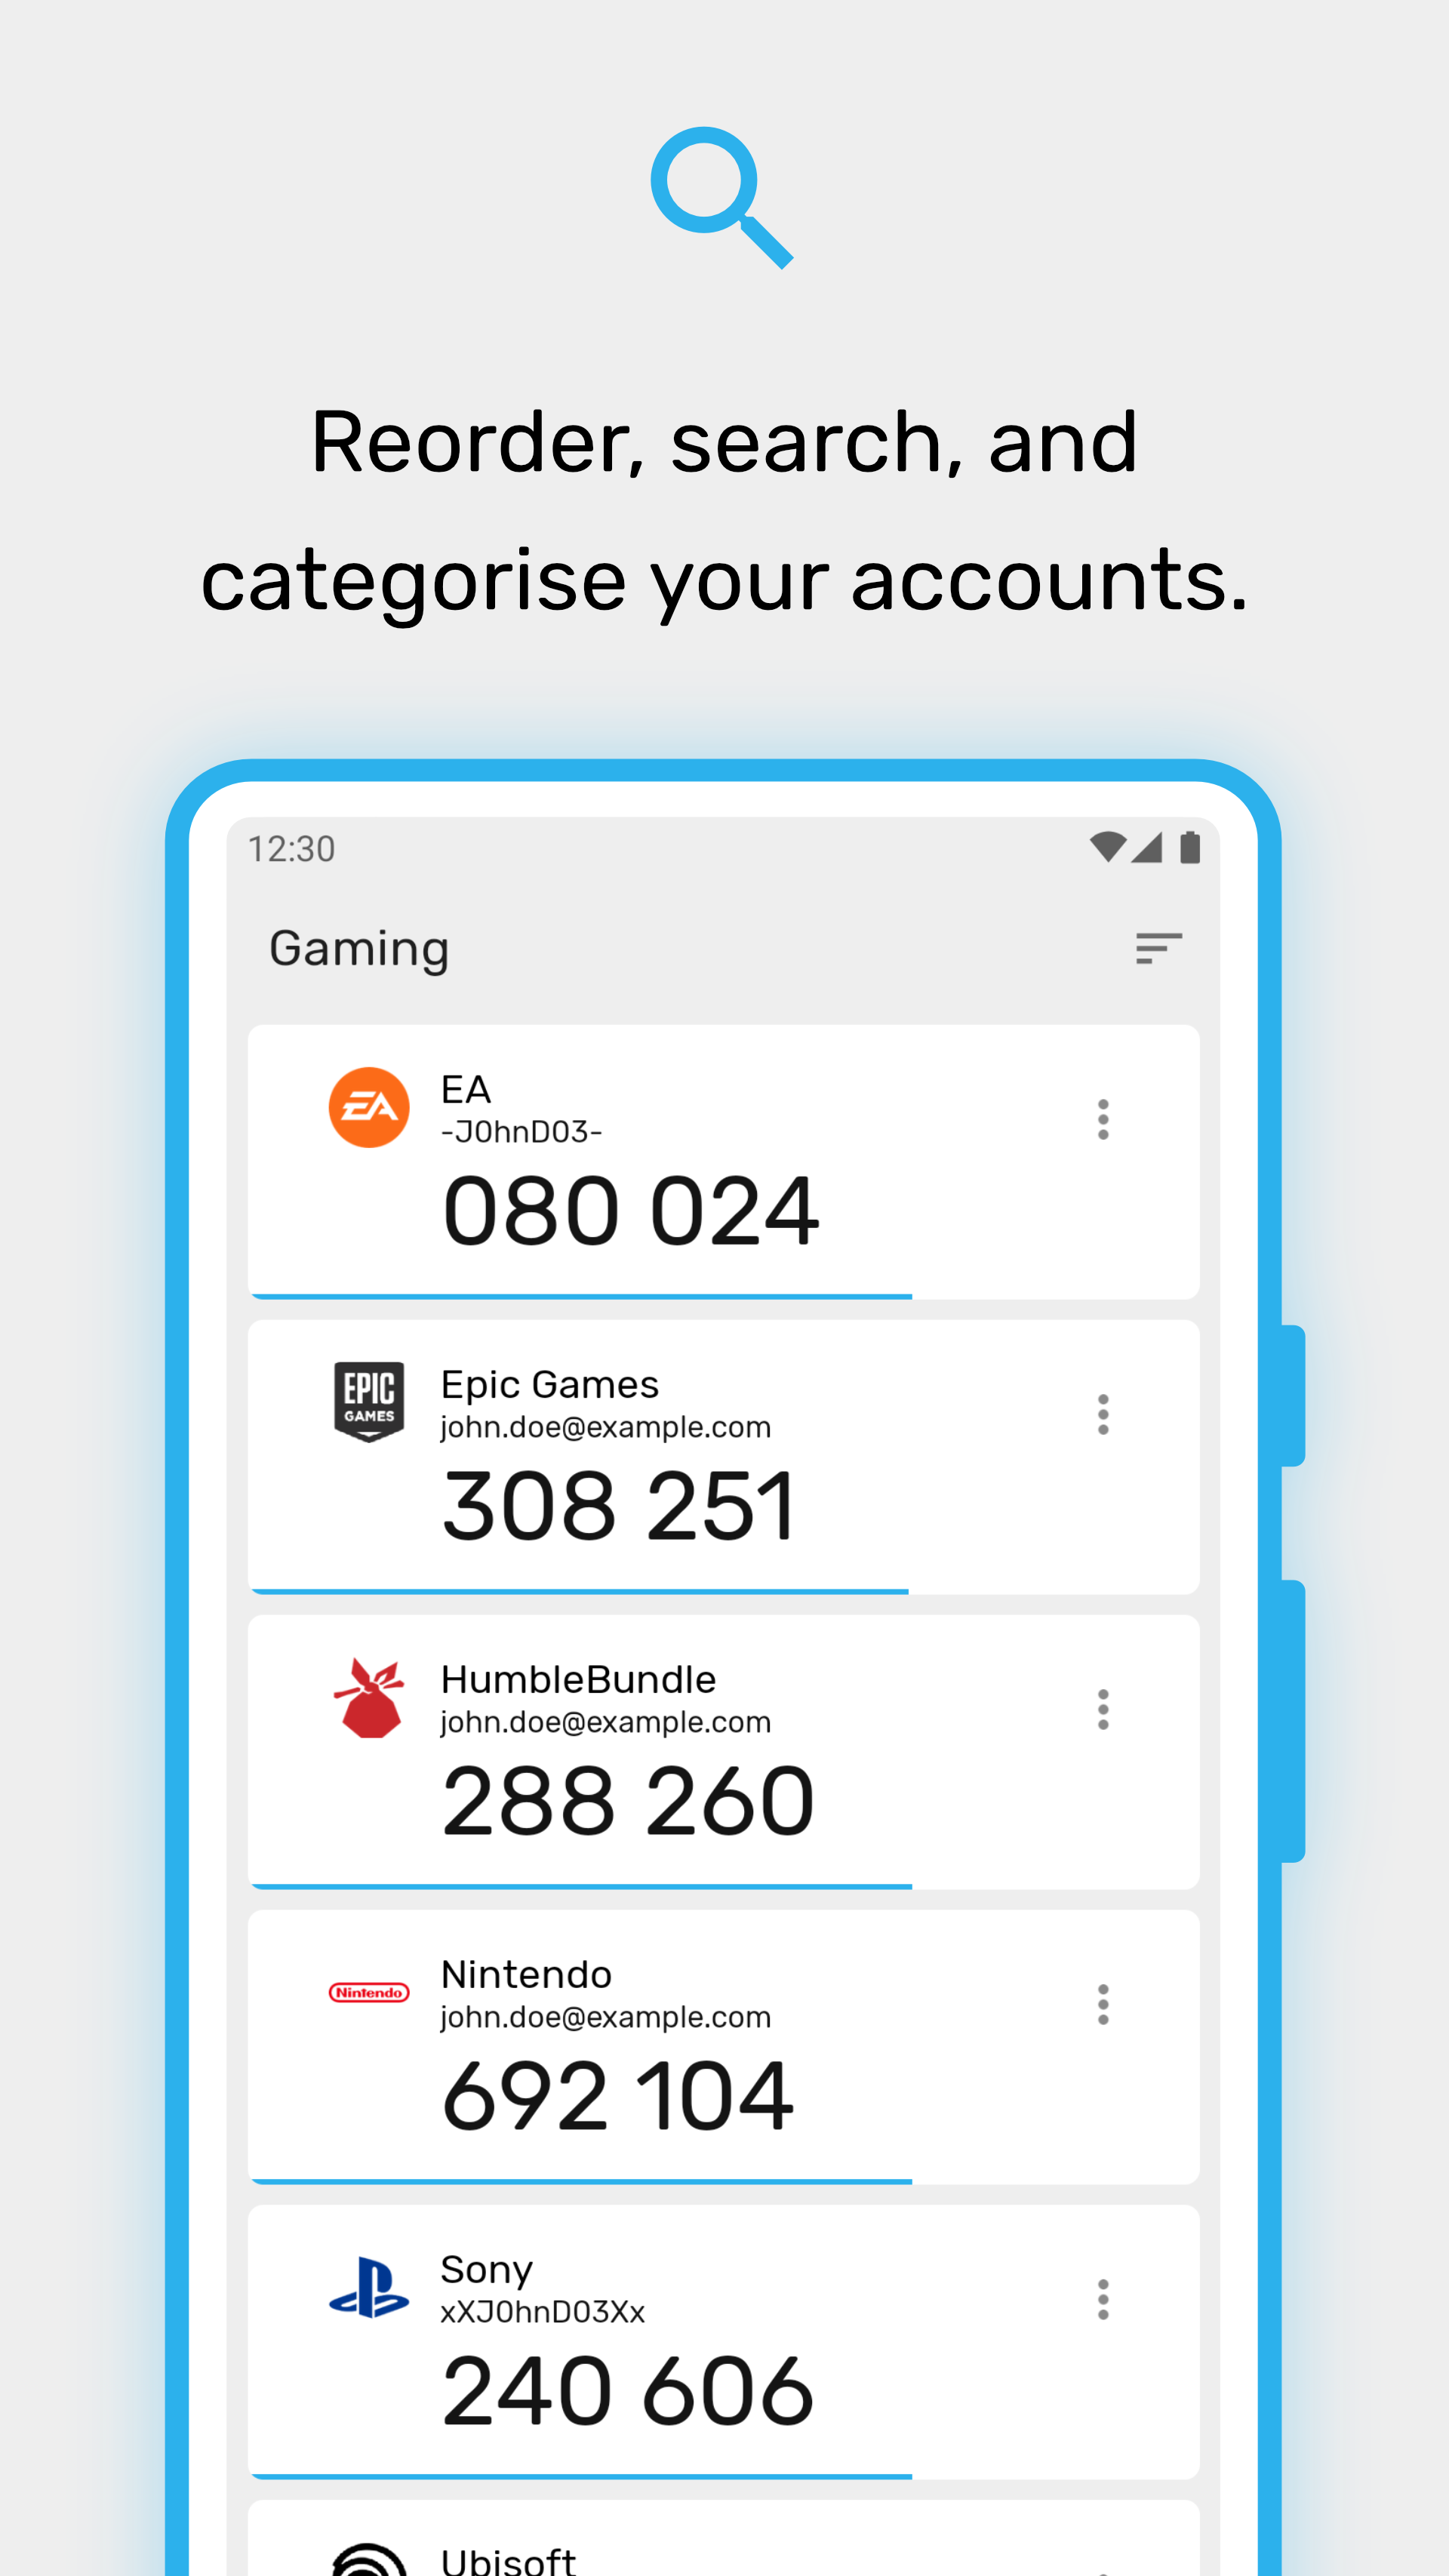 Reorder, search, and
categorise your accounts.
12:30
Gaming
EA
EA
-J0hnD03-
080 024
EPIC
GAMES
Epic Games
john.doe@example.com
308 251
HumbleBundle
john.doe@example.com
288 260
Nintendo
Nintendo
john.doe@example.com
692 104
Sony
xXJ0hnD03Xx
240 606
Ubisoft